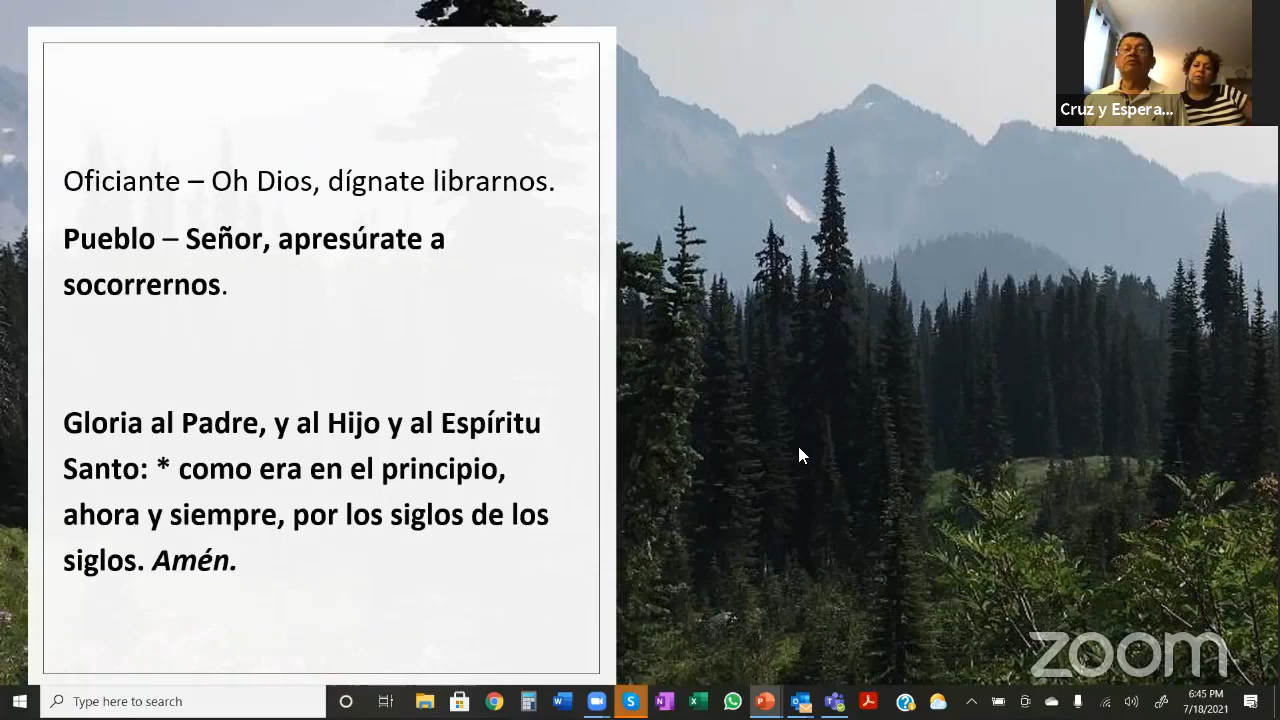 Oficiante – Oh Dios, dígnate librarnos.
Pueblo – Señor, apresúrate a
socorrernos.
Gloria al Padre, y al Hijo y al Espíritu
Santo: * como era en el principio,
ahora y siempre, por los siglos de los
siglos. Amén.
Cruz y Espera...
zoom
Type here to search
6:45 PM
7/18/2021